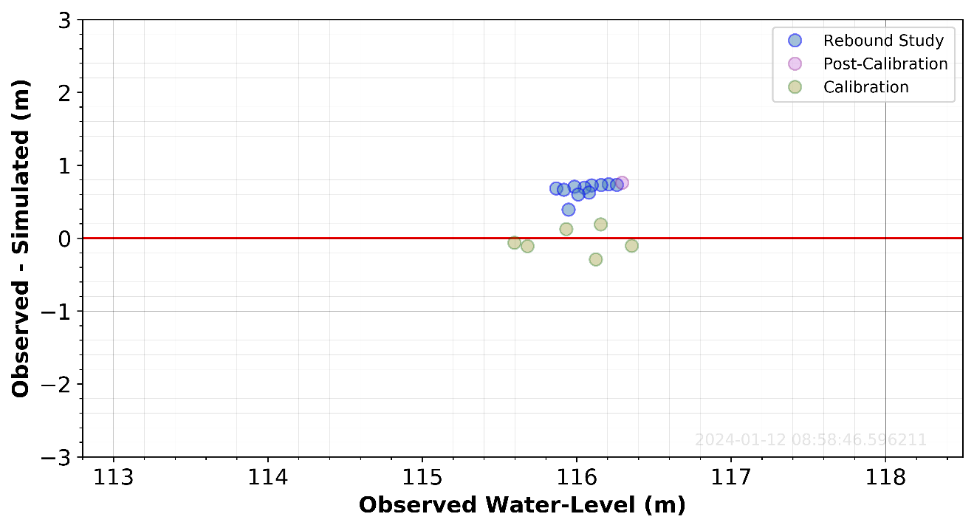 3
2
1
0
−1
−2
−3
Observed - Simulated (m)
Rebound Study
Post-Calibration
Calibration
2024-01-12 08:58:46.596211
113 114 115 116 117 118
Observed Water-Level (m)